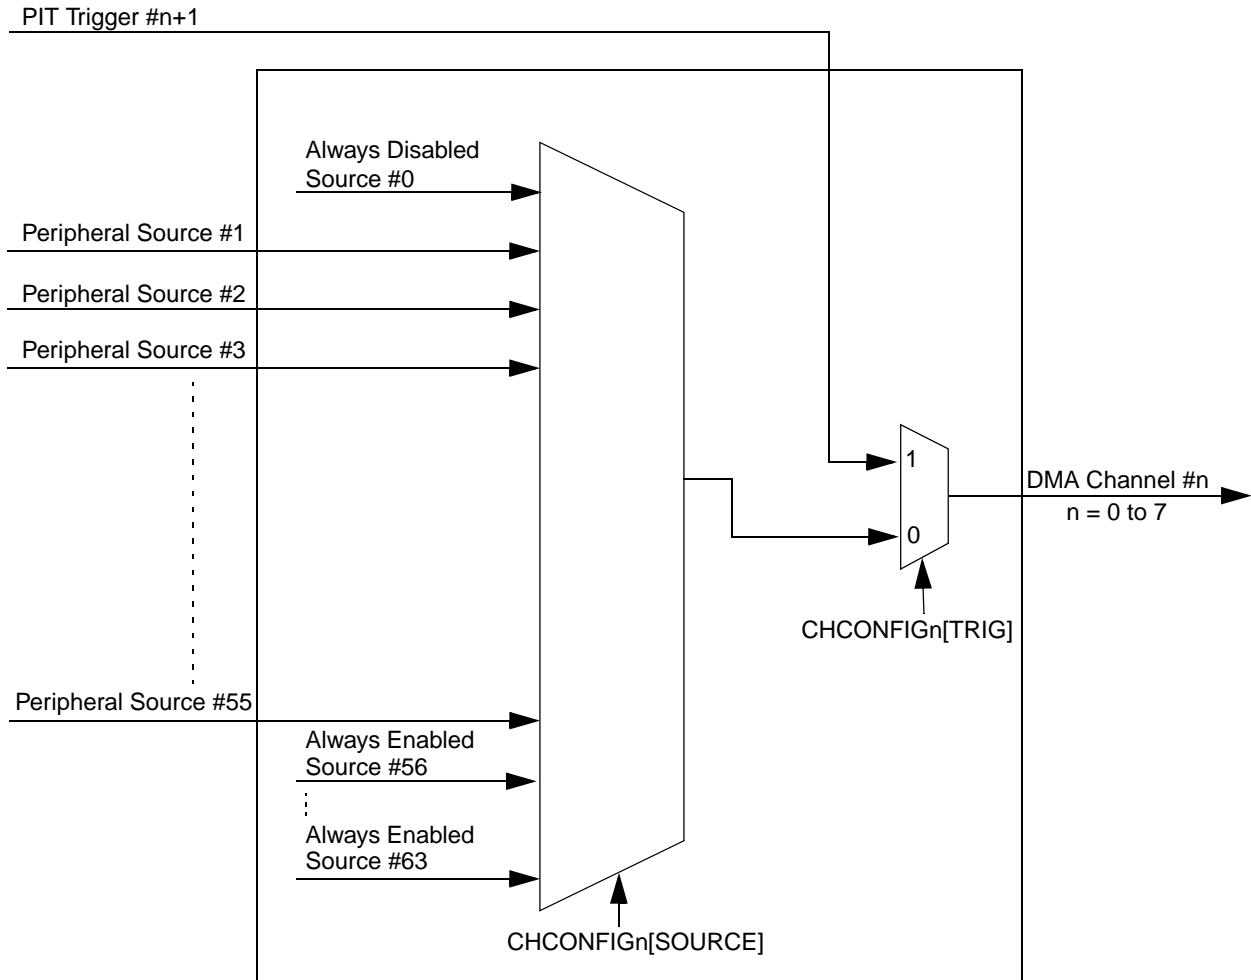 PIT Trigger #n+1
Always Disabled
Source #0
Peripheral Source #1
Peripheral Source #2
Peripheral Source #3
1
DMA Channel #n
n = 0 to 7
0
CHCONFIGn[TRIG]
Peripheral Source #55
Always Enabled
Source #56
Always Enabled
Source #63
CHCONFIGn[SOURCE]